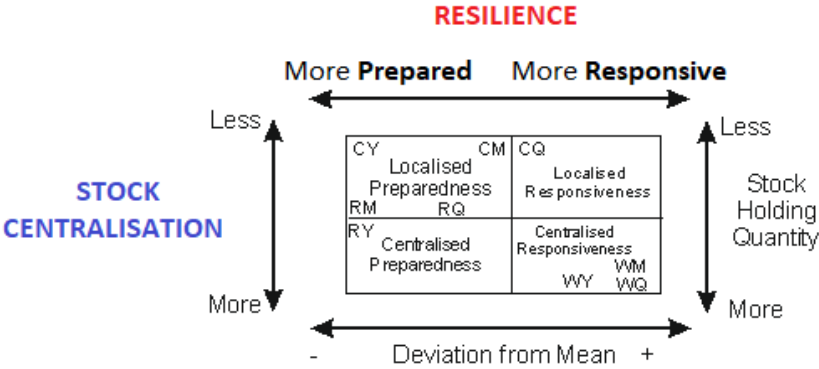 RESILIENCE
More Prepared More Responsive
Less
Less
STOCK
CENTRALISATION
CY CM
Localised
Preparedness
RM RQ
CQ
Localised
Responsiveness
RY
Centralised
Preparedness
Centralised
Responsiveness
WM
WY WQ
Stock
Holding
Quantity
More
More
- Deviation from Mean +